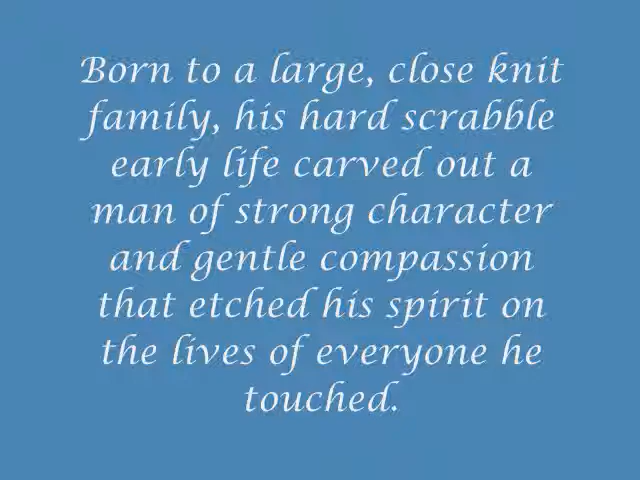 Born to a large, close knit
family, his hard scrabble
early life carved out a
man of strong character
and gentle compassion
that etched his spirit on
the lives of everyone he
touched.